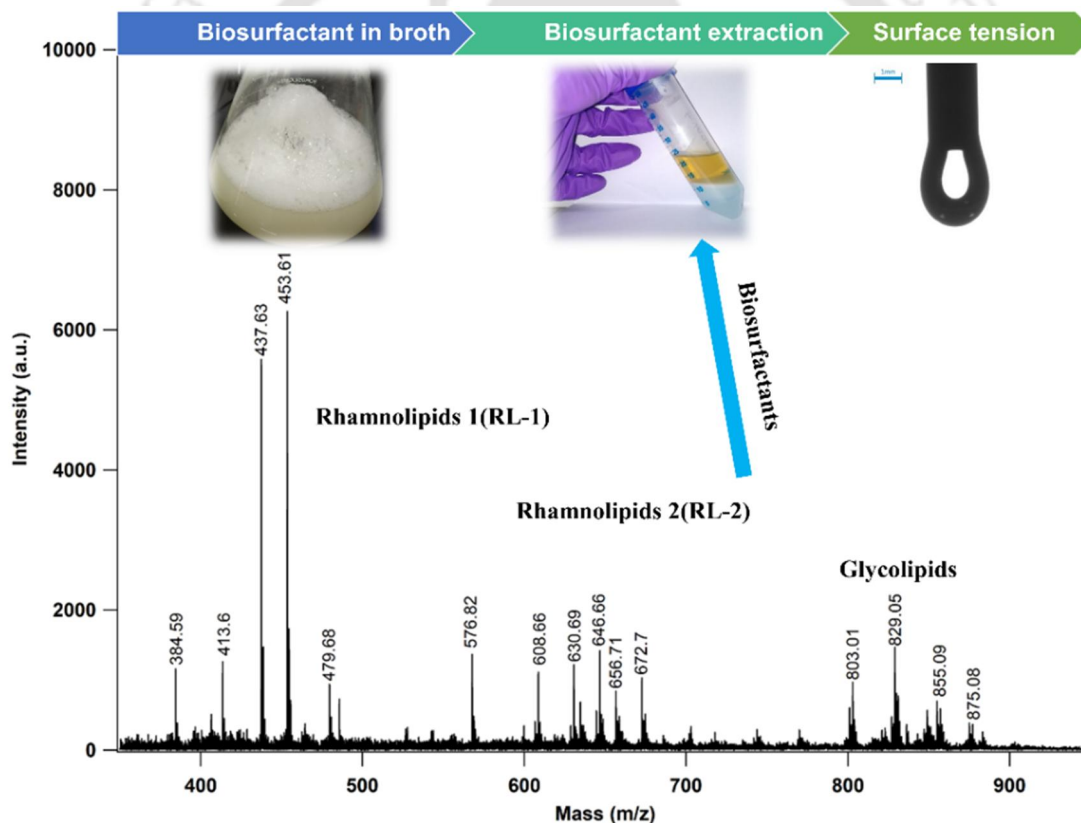 Biosurfactant in broth
Biosurfactant extraction
Surface tension
1mm
10000
8000
6000
4000
2000
0
Intensity (a.u.)
384.59
413.6
437.63
453.61
479.68
576.82
608.66
630.69
646.66
656.71
672.7
803.01
829.05
855.09
875.08
Rhamnolipids 1(RL-1)
Rhamnolipids 2(RL-2)
Biosurfactants
Glycolipids
400
500
600
700
800
900
Mass (m/z)